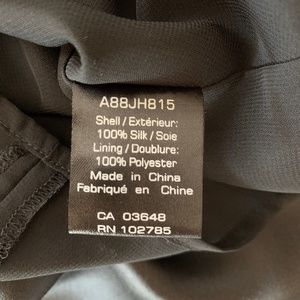 A88JH815
Shell / Extérieur:
100% Silk / Soie
Lining / Doublure:
100% Polyester
Made in China
Fabriqué en Chine
CA 03648
RN 102785